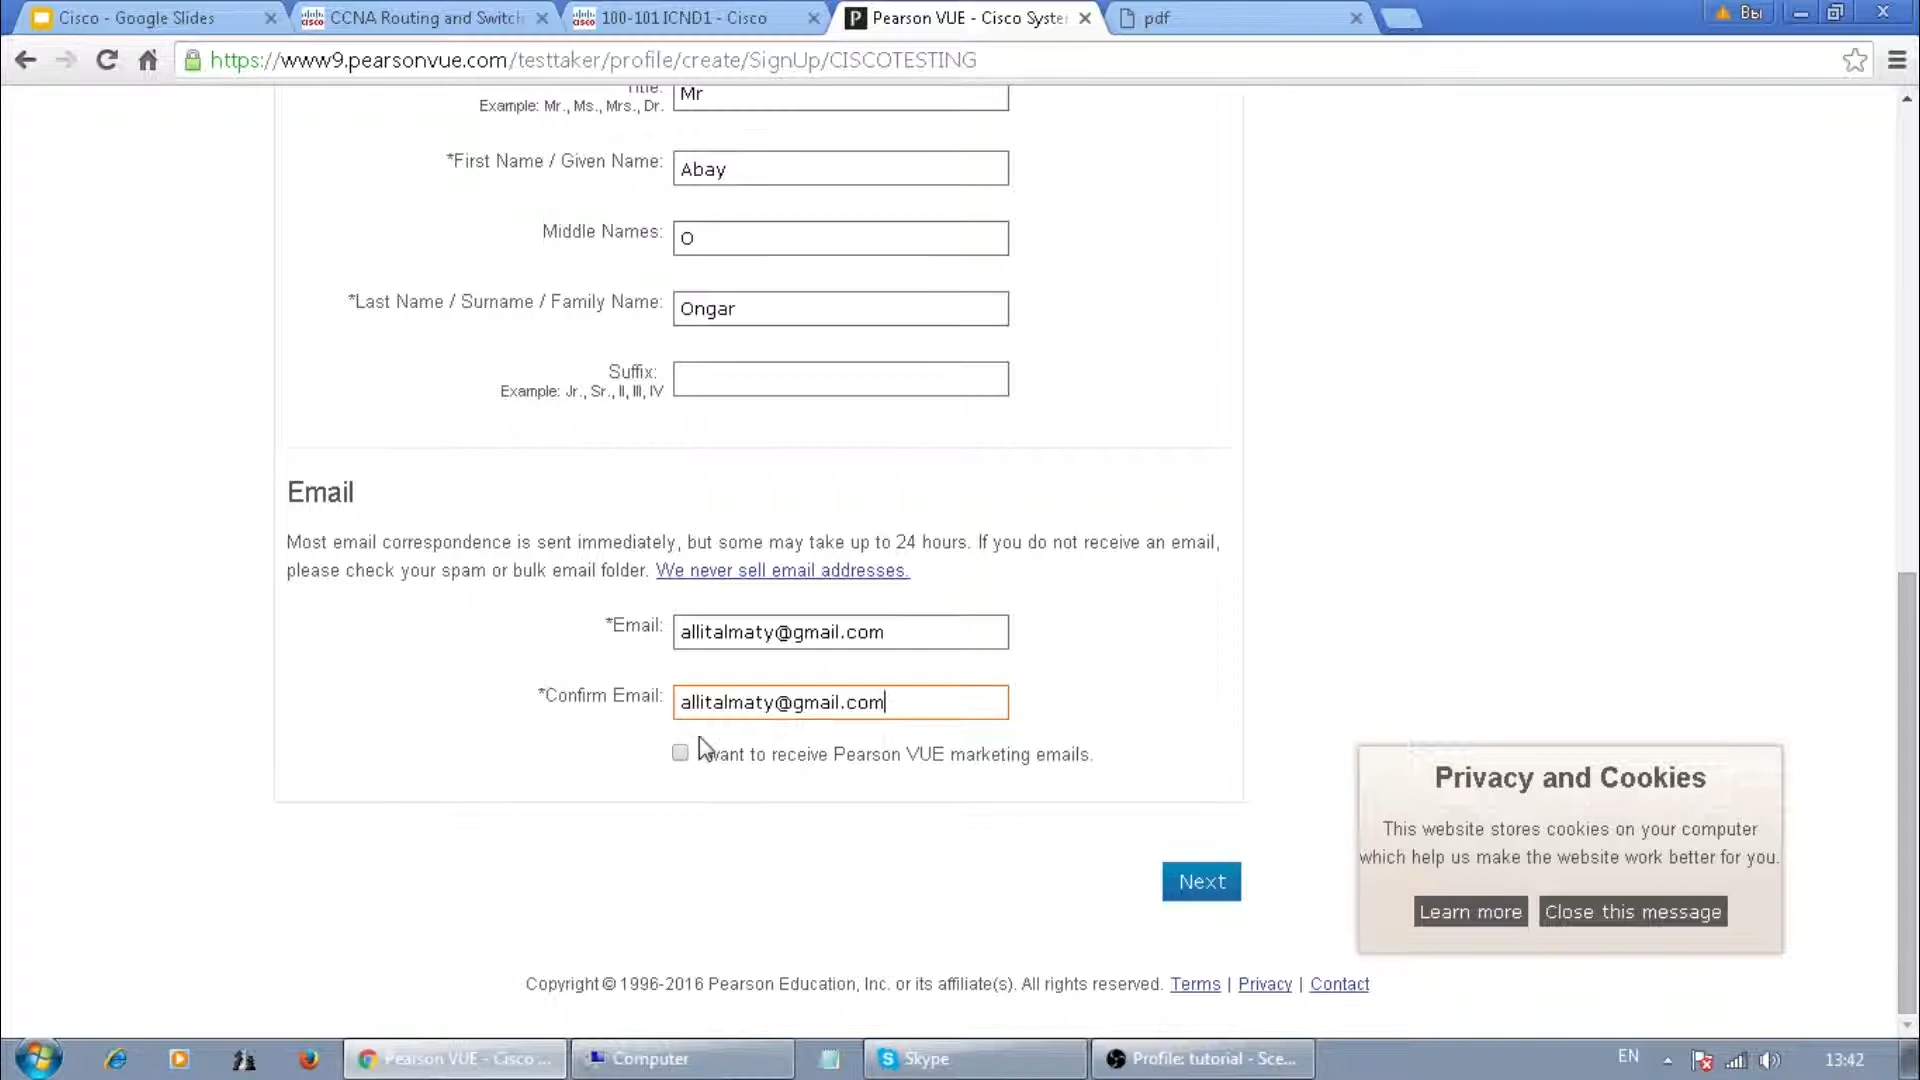 Cisco - Google Slides
CCNA Routing and Switch
100-101 ICND1 - Cisco
Pearson VUE - Cisco Syste
pdf
Вы
https://www9.pearsonvue.com/testtaker/profile/create/SignUp/CISCOTESTING
Title: Mr
Example: Mr., Ms., Mrs., Dr.
*First Name / Given Name: Abay
Middle Names: O
*Last Name / Surname / Family Name: Ongar
Suffix:
Example: Jr., Sr., II, III, IV
Email
Most email correspondence is sent immediately, but some may take up to 24 hours. If you do not receive an email,
please check your spam or bulk email folder. We never sell email addresses.
*Email: allitalmaty@gmail.com
*Confirm Email: allitalmaty@gmail.com
I want to receive Pearson VUE marketing emails.
Privacy and Cookies
This website stores cookies on your computer
which help us make the website work better for you.
Learn more
Close this message
Next
Copyright © 1996-2016 Pearson Education, Inc. or its affiliate(s). All rights reserved. Terms | Privacy | Contact
Pearson VUE - Cisco ...
Computer
Skype
Profile: tutorial - Sce...
EN
13:42